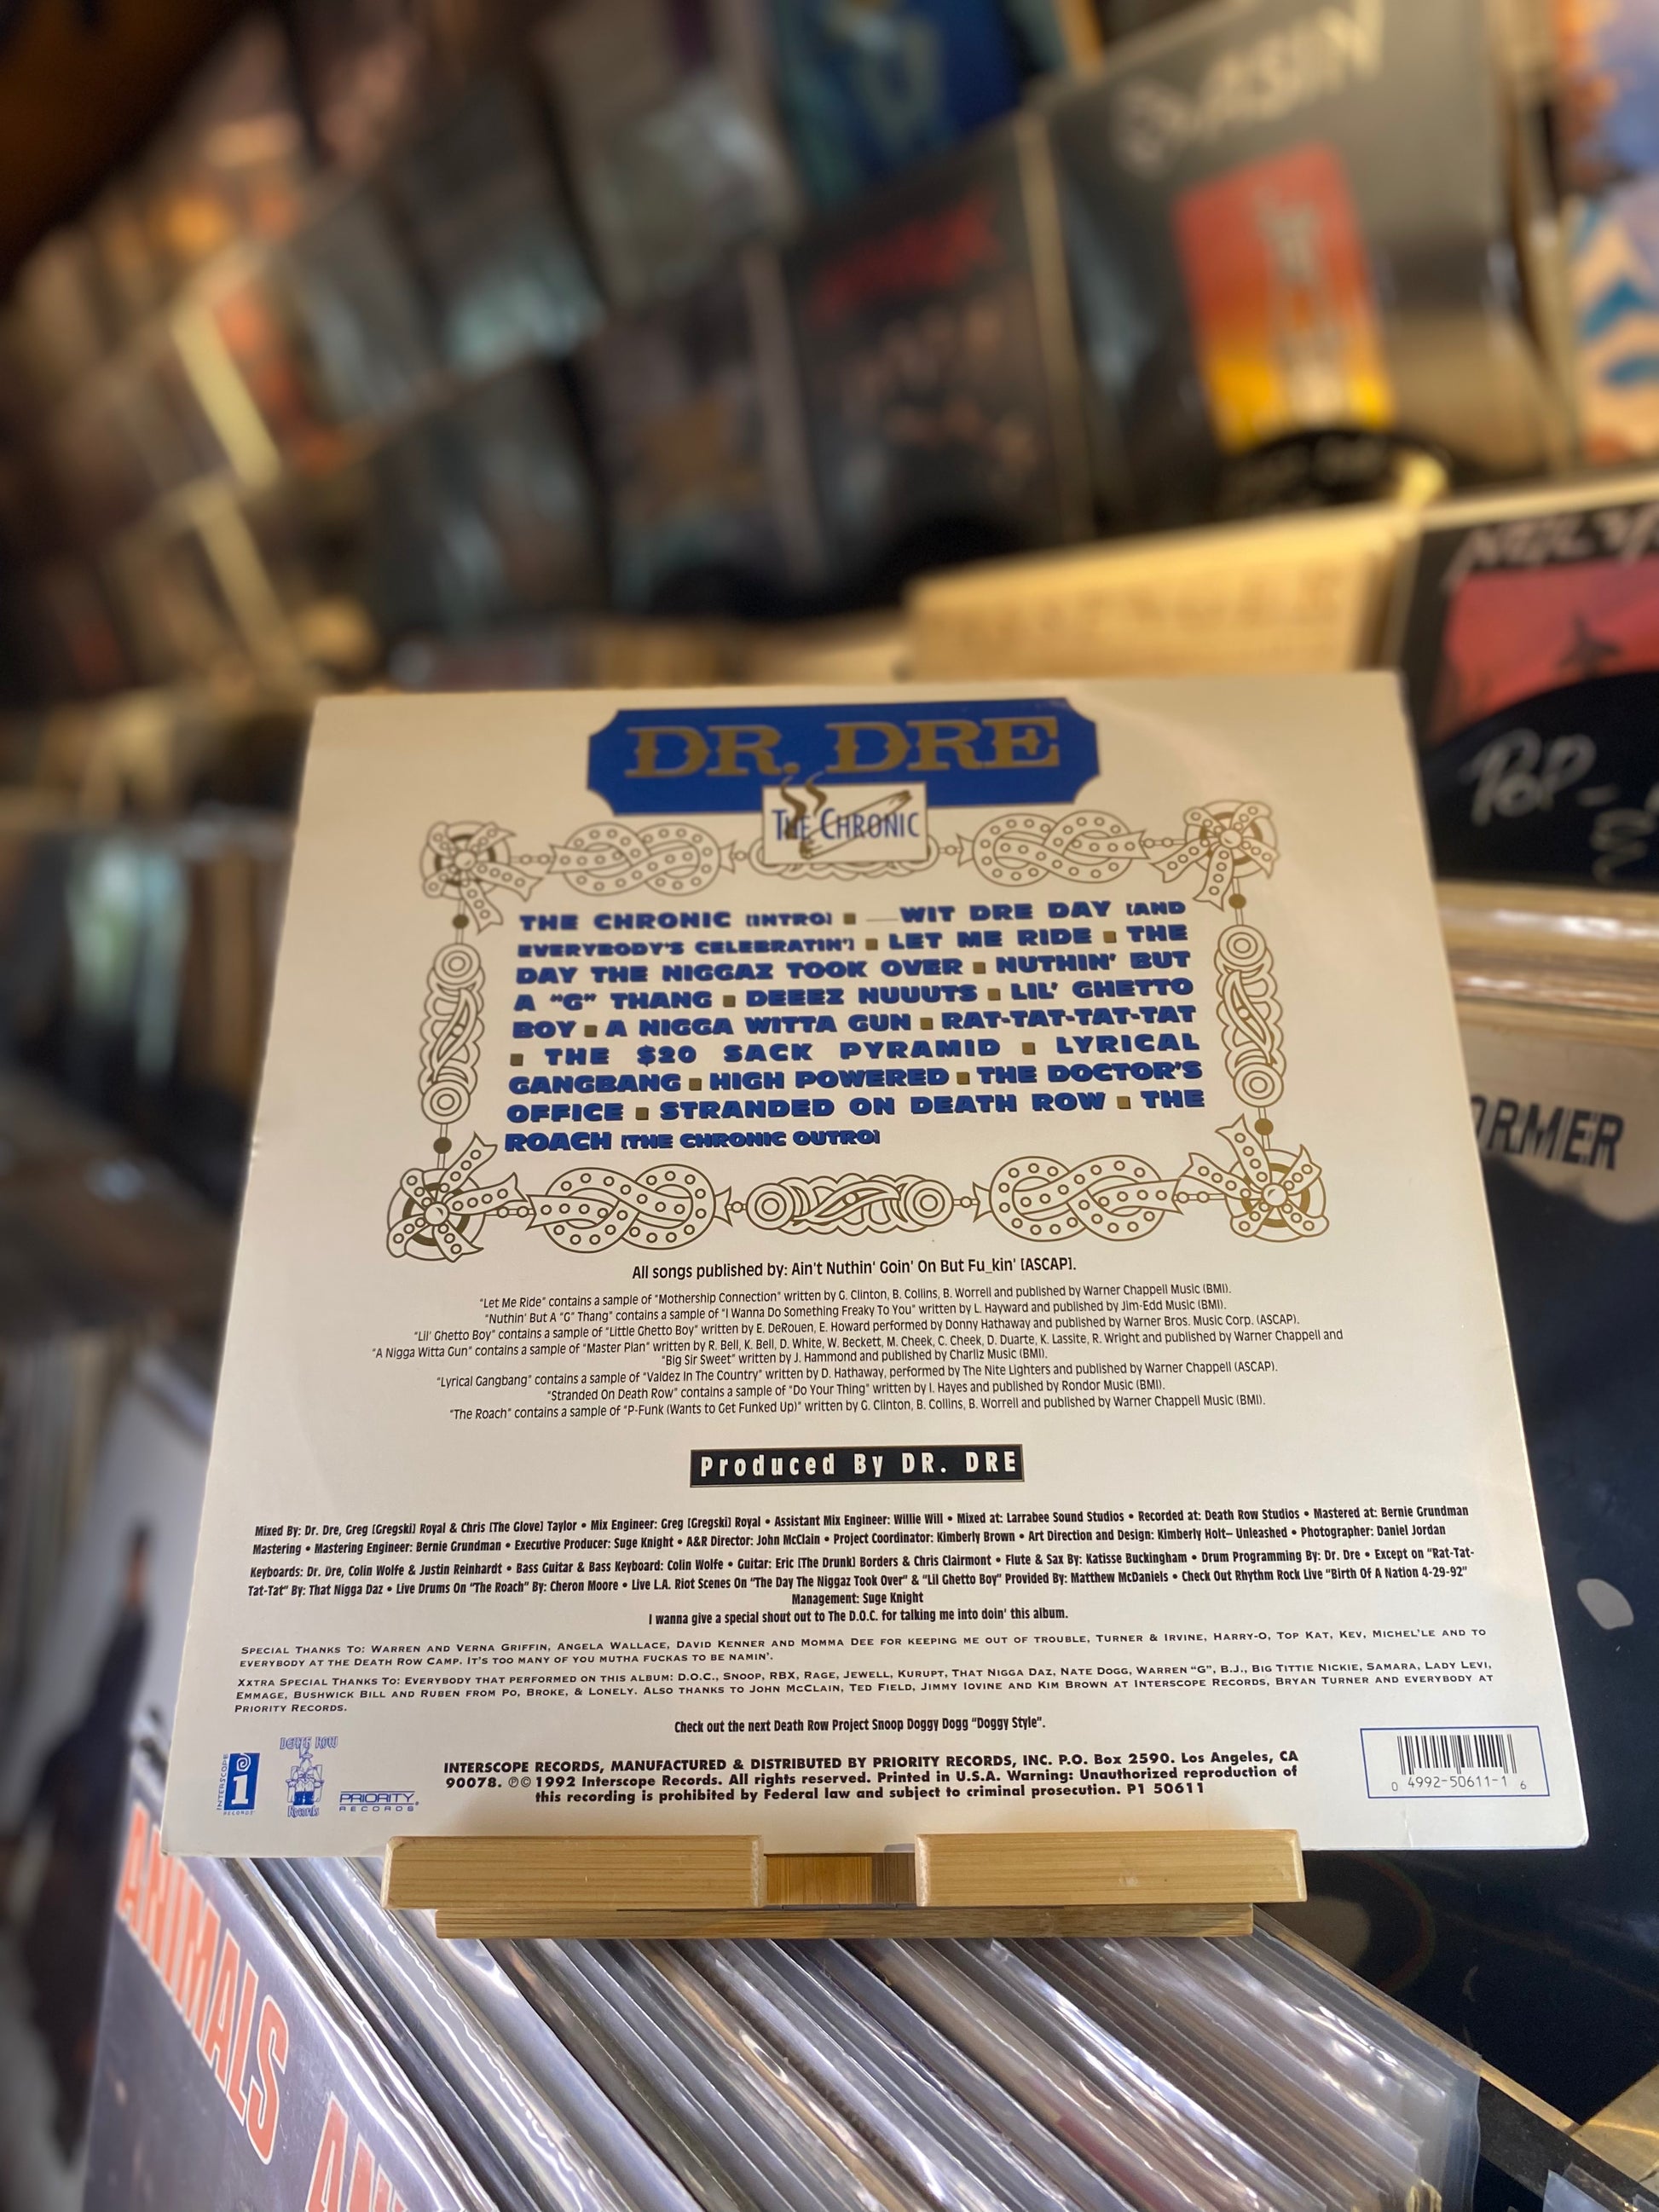 DR. DRE
THE CHRONIC
THE CHRONIC [INTRO] ■ __WIT DRE DAY [AND
EVERYBODY'S CELEBRATIN'] ■ LET ME RIDE ■ THE
DAY THE NIGGAZ TOOK OVER ■ NUTHIN' BUT
A "G" THANG ■ DEEEZ NUUUTS ■ LIL' GHETTO
BOY ■ A NIGGA WITTA GUN ■ RAT-TAT-TAT-TAT
■ THE $20 SACK PYRAMID ■ LYRICAL
GANGBANG ■ HIGH POWERED ■ THE DOCTOR'S
OFFICE ■ STRANDED ON DEATH ROW ■ THE
ROACH [THE CHRONIC OUTRO]
All songs published by: Ain't Nuthin' Goin' On But Fu_kin' [ASCAP].
"Let Me Ride" contains a sample of "Mothership Connection" written by G. Clinton, B. Collins, B. Worrell and published by Warner Chappell Music (BMI).
"Nuthin' But A "G" Thang" contains a sample of "I Wanna Do Something Freaky To You" written by L. Hayward and published by Jim-Edd Music (BMI).
"Lil' Ghetto Boy" contains a sample of "Little Ghetto Boy" written by E. DeRouen, E. Howard performed by Donny Hathaway and published by Warner Bros. Music Corp. (ASCAP).
"A Nigga Witta Gun" contains a sample of "Master Plan" written by R. Bell, K. Bell, D. White, W. Beckett, M. Cheek, C. Cheek, D. Duarte, K. Lassite, R. Wright and published by Warner Chappell and
"Big Sir Sweet" written by J. Hammond and published by Charliz Music (BMI).
"Lyrical Gangbang" contains a sample of "Valdez In The Country" written by D. Hathaway, performed by The Nite Lighters and published by Warner Chappell (ASCAP).
"Stranded On Death Row" contains a sample of "Do Your Thing" written by I. Hayes and published by Rondor Music (BMI).
"The Roach" contains a sample of "P-Funk (Wants to Get Funked Up)" written by G. Clinton, B. Collins, B. Worrell and published by Warner Chappell Music (BMI).
Produced By DR. DRE
Mixed By: Dr. Dre, Greg [Gregski] Royal & Chris [The Glove] Taylor • Mix Engineer: Greg [Gregski] Royal • Assistant Mix Engineer: Willie Will • Mixed at: Larrabee Sound Studios • Recorded at: Death Row Studios • Mastered at: Bernie Grundman
Mastering • Mastering Engineer: Bernie Grundman • Executive Producer: Suge Knight • A&R Director: John McClain • Project Coordinator: Kimberly Brown • Art Direction and Design: Kimberly Holt– Unleashed • Photographer: Daniel Jordan
Keyboards: Dr. Dre, Colin Wolfe & Justin Reinhardt • Bass Guitar & Bass Keyboard: Colin Wolfe • Guitar: Eric [The Drunk] Borders & Chris Clairmont • Flute & Sax By: Katisse Buckingham • Drum Programming By: Dr. Dre • Except on "Rat-Tat-
Tat-Tat" By: That Nigga Daz • Live Drums On "The Roach" By: Cheron Moore • Live L.A. Riot Scenes On "The Day The Niggaz Took Over" & "Lil Ghetto Boy" Provided By: Matthew McDaniels • Check Out Rhythm Rock Live "Birth Of A Nation 4-29-92"
Management: Suge Knight
I wanna give a special shout out to The D.O.C. for talking me into doin' this album.
SPECIAL THANKS TO: WARREN AND VERNA GRIFFIN, ANGELA WALLACE, DAVID KENNER AND MOMMA DEE FOR KEEPING ME OUT OF TROUBLE, TURNER & IRVINE, HARRY-O, TOP KAT, KEV, MICHEL'LE AND TO
EVERYBODY AT THE DEATH ROW CAMP. IT'S TOO MANY OF YOU MUTHA FUCKAS TO BE NAMIN'.
XXTRA SPECIAL THANKS TO: EVERYBODY THAT PERFORMED ON THIS ALBUM: D.O.C., SNOOP, RBX, RAGE, JEWELL, KURUPT, THAT NIGGA DAZ, NATE DOGG, WARREN "G", B.J., BIG TITTIE NICKIE, SAMARA, LADY LEVI,
EMMAGE, BUSHWICK BILL AND RUBEN FROM PO, BROKE, & LONELY. ALSO THANKS TO JOHN MCCLAIN, TED FIELD, JIMMY IOVINE AND KIM BROWN AT INTERSCOPE RECORDS, BRYAN TURNER AND EVERYBODY AT
PRIORITY RECORDS.
Check out the next Death Row Project Snoop Doggy Dogg "Doggy Style".
INTERSCOPE RECORDS
DEATH ROW
Records
PRIORITY
RECORDS
INTERSCOPE RECORDS, MANUFACTURED & DISTRIBUTED BY PRIORITY RECORDS, INC. P.O. Box 2590. Los Angeles, CA
90078. ℗© 1992 Interscope Records. All rights reserved. Printed in U.S.A. Warning: Unauthorized reproduction of
this recording is prohibited by Federal law and subject to criminal prosecution. P1 50611
0 4992-50611-1 6
POP-
RMER
ANIMALS